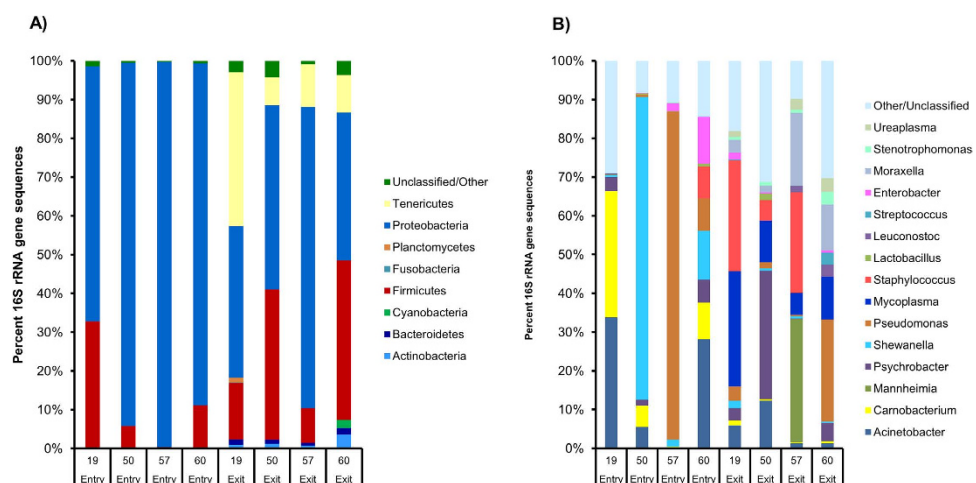 A)
Percent 16S rRNA gene sequences
100%
90%
80%
70%
60%
50%
40%
30%
20%
10%
0%
19 50 57 60 19 50 57 60
Entry Entry Entry Entry Exit Exit Exit Exit
Unclassified/Other
Tenericutes
Proteobacteria
Planctomycetes
Fusobacteria
Firmicutes
Cyanobacteria
Bacteroidetes
Actinobacteria
B)
Percent 16S rRNA gene sequences
100%
90%
80%
70%
60%
50%
40%
30%
20%
10%
0%
19 50 57 60 19 50 57 60
Entry Entry Entry Entry Exit Exit Exit Exit
Other/Unclassified
Ureaplasma
Stenotrophomonas
Moraxella
Enterobacter
Streptococcus
Leuconostoc
Lactobacillus
Staphylococcus
Mycoplasma
Pseudomonas
Shewanella
Psychrobacter
Mannheimia
Carnobacterium
Acinetobacter